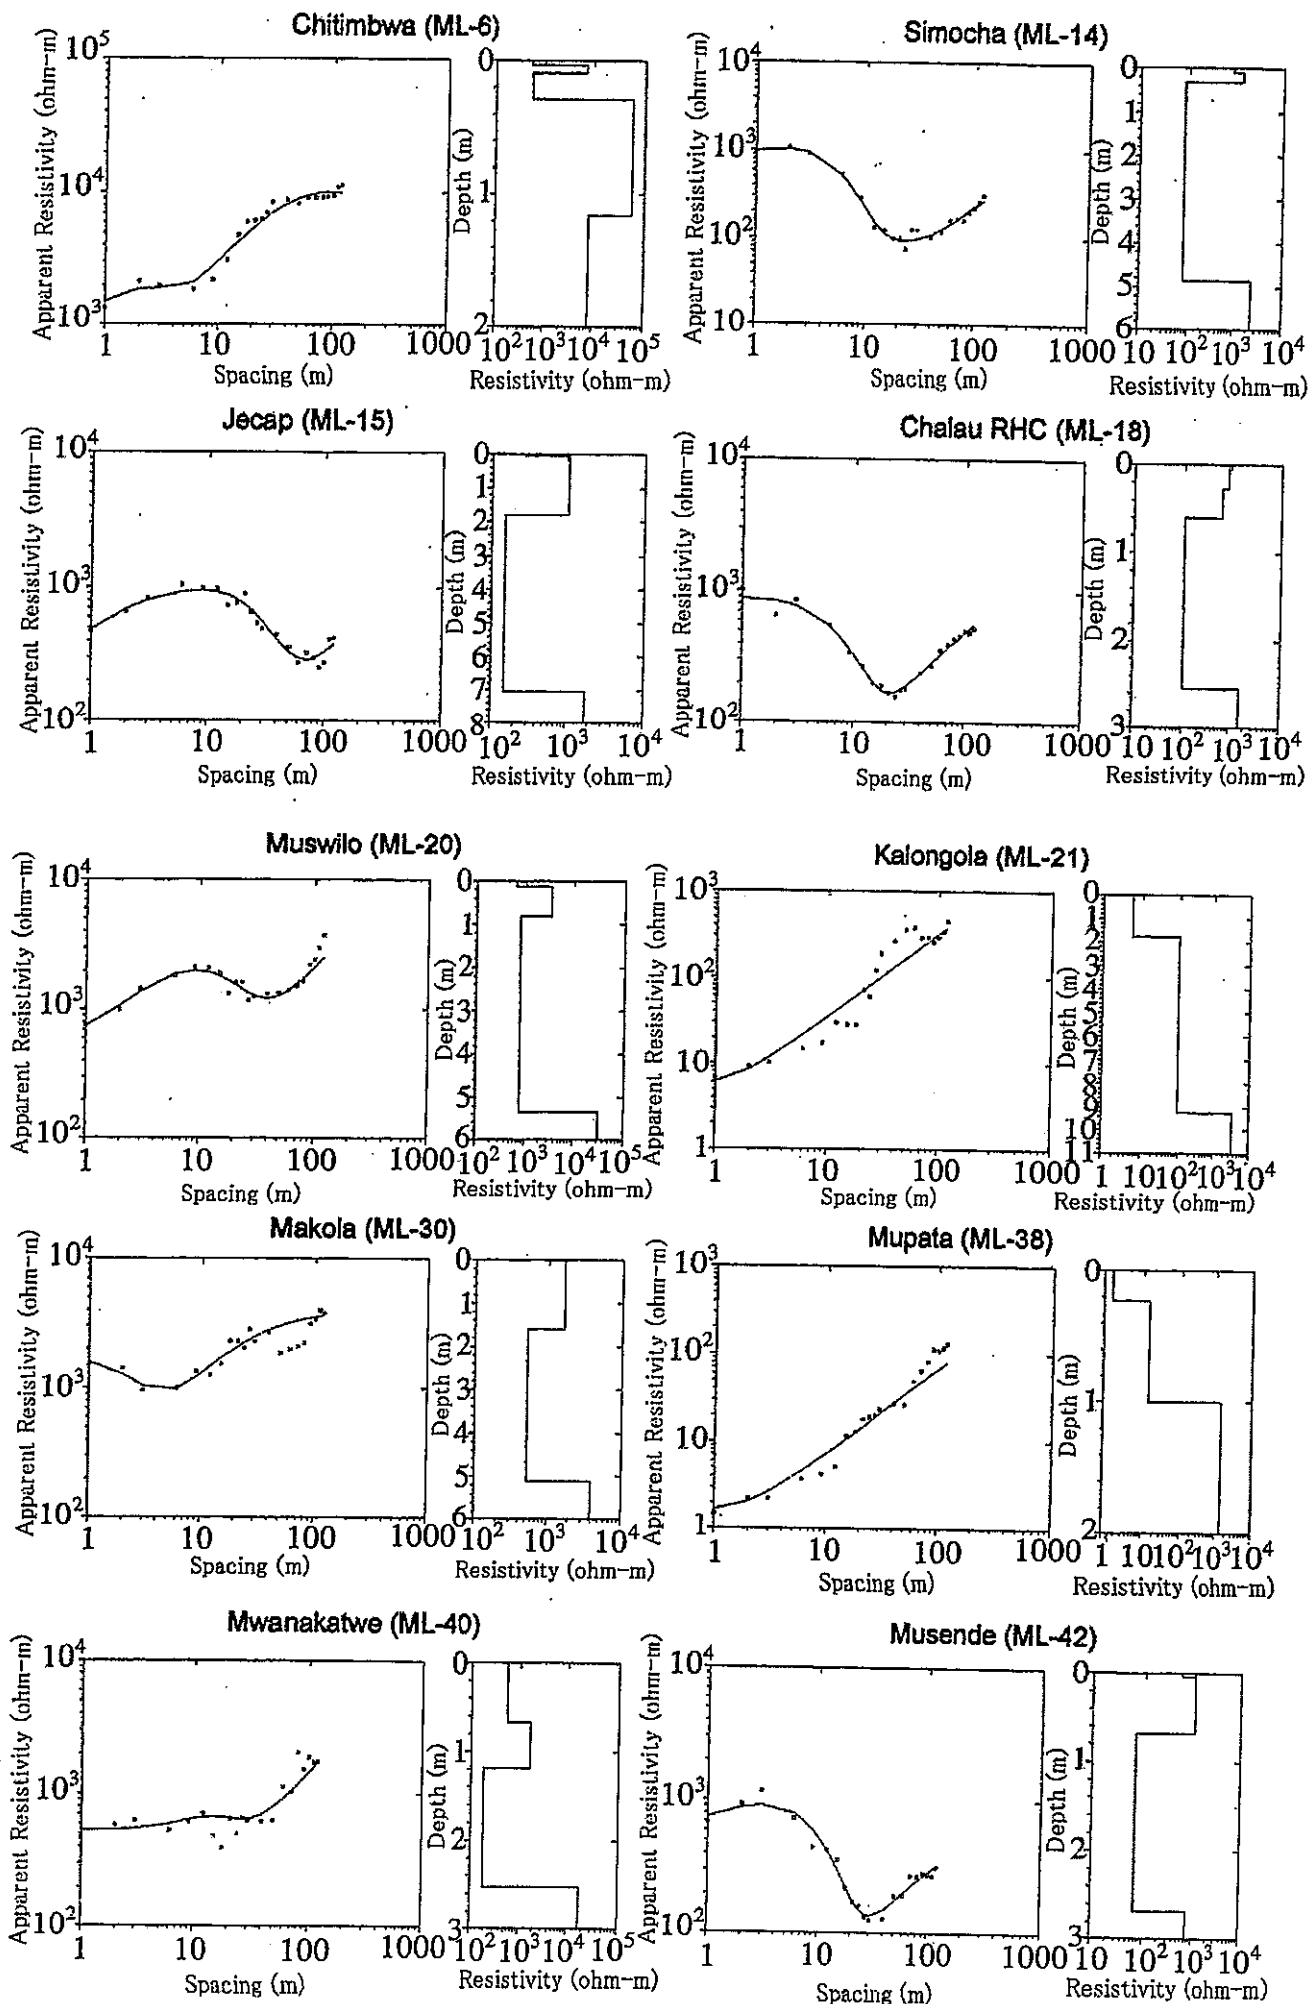 Chitimbwa (ML-6)
Apparent Resistivity (ohm-m)
10^5
10^4
10^3
1 10 100 1000
Spacing (m)
Depth (m)
0
1
2
10^2 10^3 10^4 10^5
Resistivity (ohm-m)
Simocha (ML-14)
Apparent Resistivity (ohm-m)
10^4
10^3
10^2
10
1 10 100 1000
Spacing (m)
Depth (m)
0
1
2
3
4
5
6
10 10^2 10^3 10^4
Resistivity (ohm-m)
Jecap (ML-15)
Apparent Resistivity (ohm-m)
10^4
10^3
10^2
1 10 100 1000
Spacing (m)
Depth (m)
0
1
2
3
4
5
6
7
8
10^2 10^3 10^4
Resistivity (ohm-m)
Chalau RHC (ML-18)
Apparent Resistivity (ohm-m)
10^4
10^3
10^2
1 10 100 1000
Spacing (m)
Depth (m)
0
1
2
3
10 10^2 10^3 10^4
Resistivity (ohm-m)
Muswilo (ML-20)
Apparent Resistivity (ohm-m)
10^4
10^3
10^2
1 10 100 1000
Spacing (m)
Depth (m)
0
1
2
3
4
5
6
10^2 10^3 10^4 10^5
Resistivity (ohm-m)
Kalongola (ML-21)
Apparent Resistivity (ohm-m)
10^3
10^2
10
1
1 10 100 1000
Spacing (m)
Depth (m)
0
1
2
3
4
5
6
7
8
9
10
11
1 10 10^2 10^3 10^4
Resistivity (ohm-m)
Makola (ML-30)
Apparent Resistivity (ohm-m)
10^4
10^3
10^2
1 10 100 1000
Spacing (m)
Depth (m)
0
1
2
3
4
5
6
10^2 10^3 10^4
Resistivity (ohm-m)
Mupata (ML-38)
Apparent Resistivity (ohm-m)
10^3
10^2
10
1
1 10 100 1000
Spacing (m)
Depth (m)
0
1
2
1 10 10^2 10^3 10^4
Resistivity (ohm-m)
Mwanakatwe (ML-40)
Apparent Resistivity (ohm-m)
10^4
10^3
10^2
1 10 100 1000
Spacing (m)
Depth (m)
0
1
2
3
10^2 10^3 10^4 10^5
Resistivity (ohm-m)
Musende (ML-42)
Apparent Resistivity (ohm-m)
10^4
10^3
10^2
1 10 100 1000
Spacing (m)
Depth (m)
0
1
2
3
10 10^2 10^3 10^4
Resistivity (ohm-m)